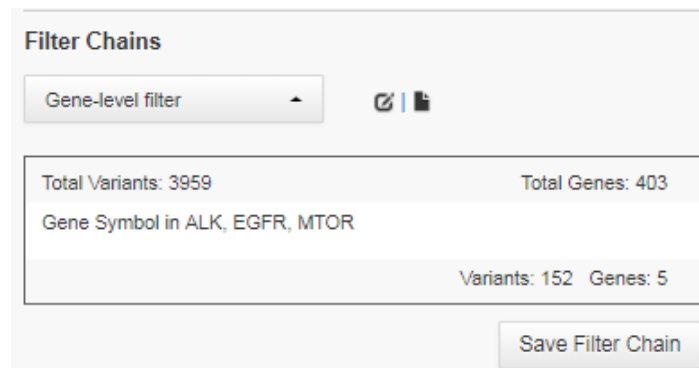 Filter Chains
Gene-level filter
Total Variants: 3959 Total Genes: 403
Gene Symbol in ALK, EGFR, MTOR
Variants: 152 Genes: 5
Save Filter Chain